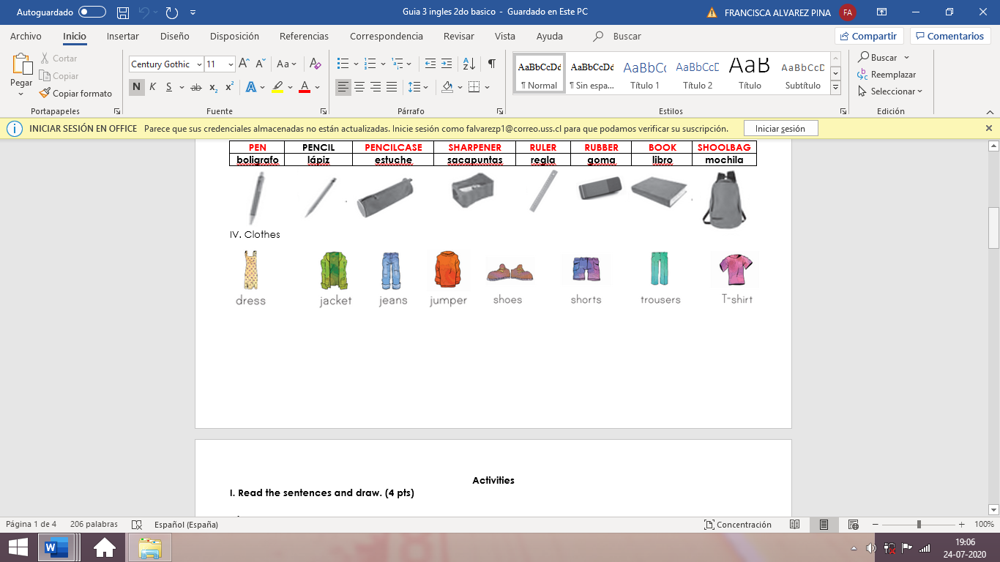 Autoguardado
Guia 3 ingles 2do basico - Guardado en Este PC
FRANCISCA ALVAREZ PINA FA
Archivo Inicio Insertar Diseño Disposición Referencias Correspondencia Revisar Vista Ayuda Buscar Compartir Comentarios
Pegar
Cortar
Copiar
Copiar formato
Portapapeles
Century Gothic 11
Aa
N K S ab x₂ x² A A
Fuente
Párrafo
AaBbCcDd AaBbCcDd AaBbCc AaBbCcD AaB AaBbCcD
¶ Normal ¶ Sin espa... Título 1 Título 2 Título Subtítulo
Estilos
Buscar
Reemplazar
Seleccionar
Edición
INICIAR SESIÓN EN OFFICE Parece que sus credenciales almacenadas no están actualizadas. Inicie sesión como falvarezp1@correo.uss.cl para que podamos verificar su suscripción. Iniciar sesión
PEN PENCIL PENCILCASE SHARPENER RULER RUBBER BOOK SHOOLBAG
boligrafo lápiz estuche sacapuntas regla goma libro mochila
IV. Clothes
dress jacket jeans jumper shoes shorts trousers T-shirt
Activities
I. Read the sentences and draw. (4 pts)
Página 1 de 4 206 palabras Español (España) Concentración 100%
19:06
24-07-2020